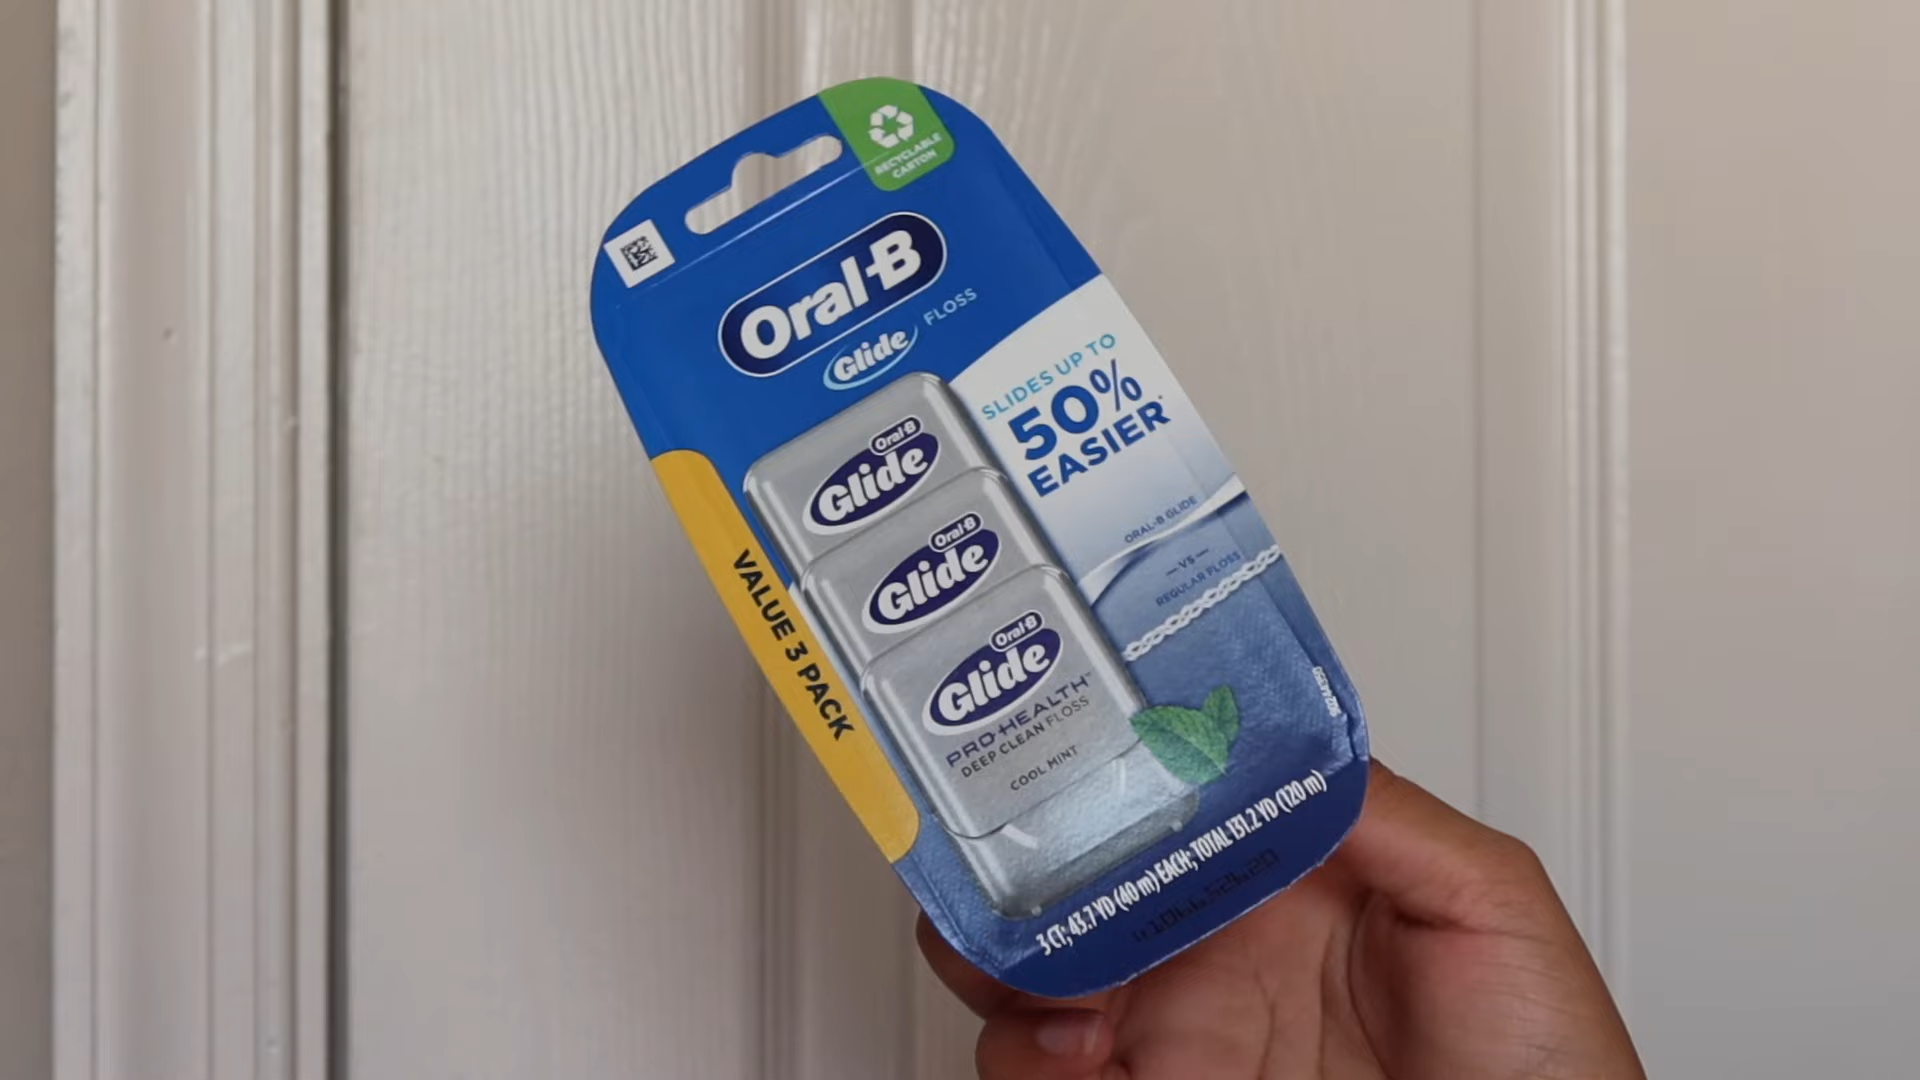 RECYCLABLE
CARTON
Oral-B
Glide FLOSS
SLIDES UP TO
50%
EASIER*
Oral-B
Glide
Oral-B
Glide
ORAL-B GLIDE
—VS—
REGULAR FLOSS
VALUE 3 PACK
Oral-B
Glide
PRO-HEALTH™
DEEP CLEAN FLOSS
COOL MINT
3 CT; 43.7 YD (40 m) EACH; TOTAL 131.2 YD (120 m)